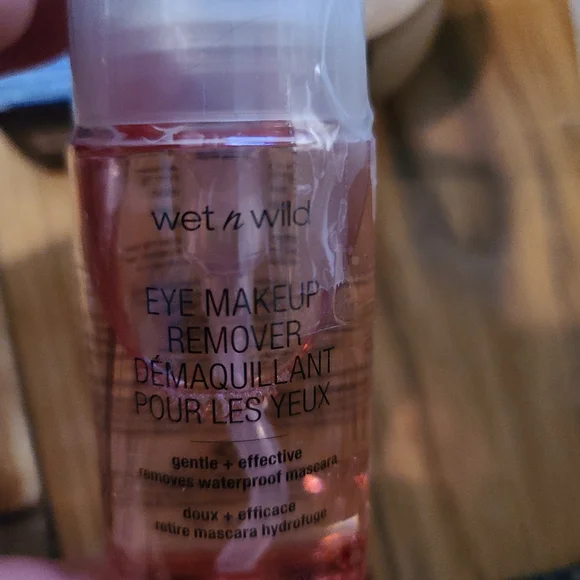 wet n wild
EYE MAKEUP
REMOVER
DÉMAQUILLANT
POUR LES YEUX
gentle + effective
removes waterproof mascara
doux + efficace
retire mascara hydrofuge